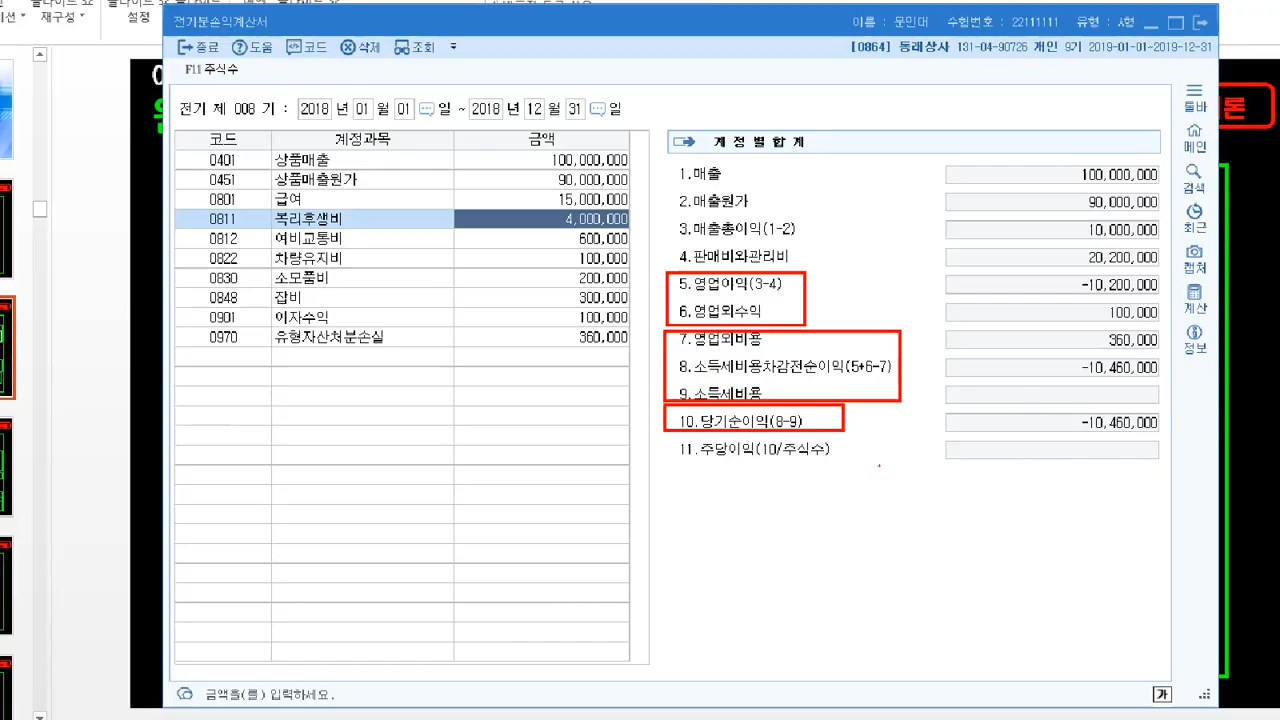 재구성
설정
전기분손익계산서
이름 : 문민대 수험번호 : 22111111 유형 : A형
종료 도움 코드 삭제 조회
[0864] 동래상사 131-04-90726 개인 9기 2019-01-01~2019-12-31
F11 주식수
전기 제 008 기 : 2018 년 01 월 01 일 ~ 2018 년 12 월 31 일
코드 계정과목 금액
0401 상품매출 100,000,000
0451 상품매출원가 90,000,000
0801 급여 15,000,000
0811 복리후생비 4,000,000
0812 여비교통비 600,000
0822 차량유지비 100,000
0830 소모품비 200,000
0848 잡비 300,000
0901 이자수익 100,000
0970 유형자산처분손실 360,000
계 정 별 합 계
1.매출 100,000,000
2.매출원가 90,000,000
3.매출총이익(1-2) 10,000,000
4.판매비와관리비 20,200,000
5.영업이익(3-4) -10,200,000
6.영업외수익 100,000
7.영업외비용 360,000
8.소득세비용차감전순이익(5+6-7) -10,460,000
9.소득세비용
10.당기순이익(8-9) -10,460,000
11.주당이익(10/주식수)
툴바
메인
검색
최근
캡처
계산
정보
론
금액을(를) 입력하세요.
가